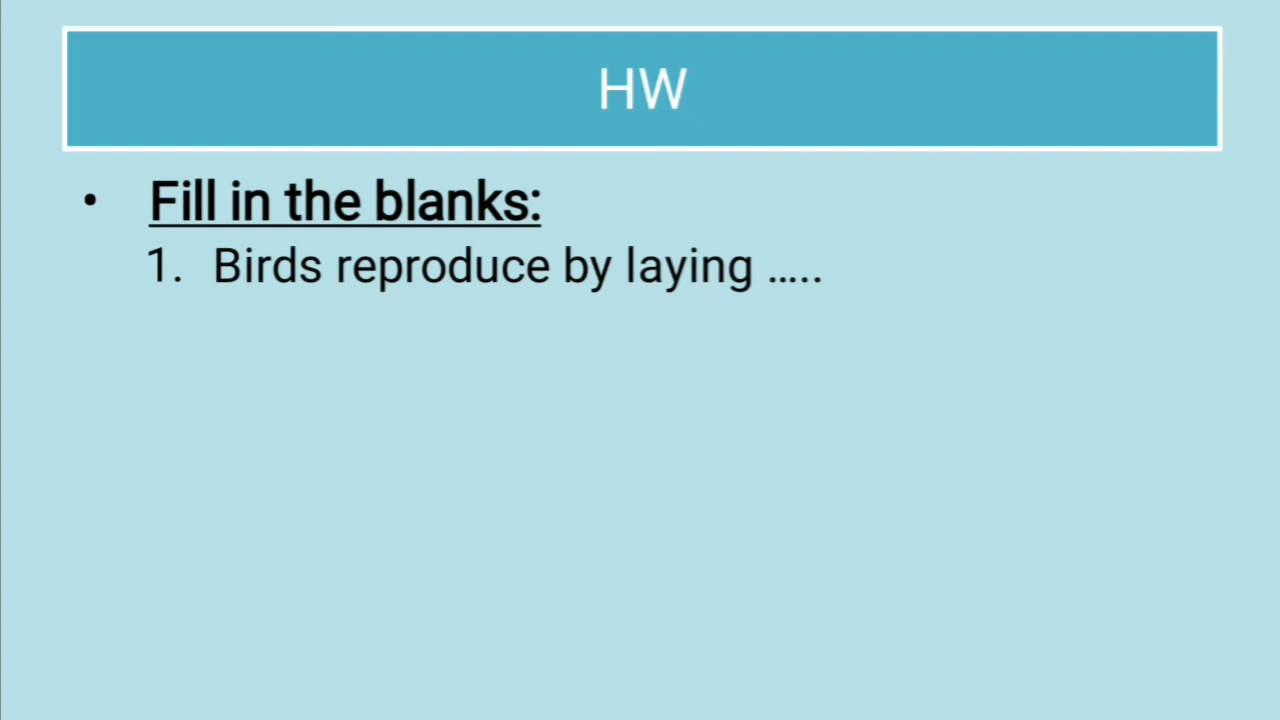 HW
• Fill in the blanks:
1. Birds reproduce by laying .....